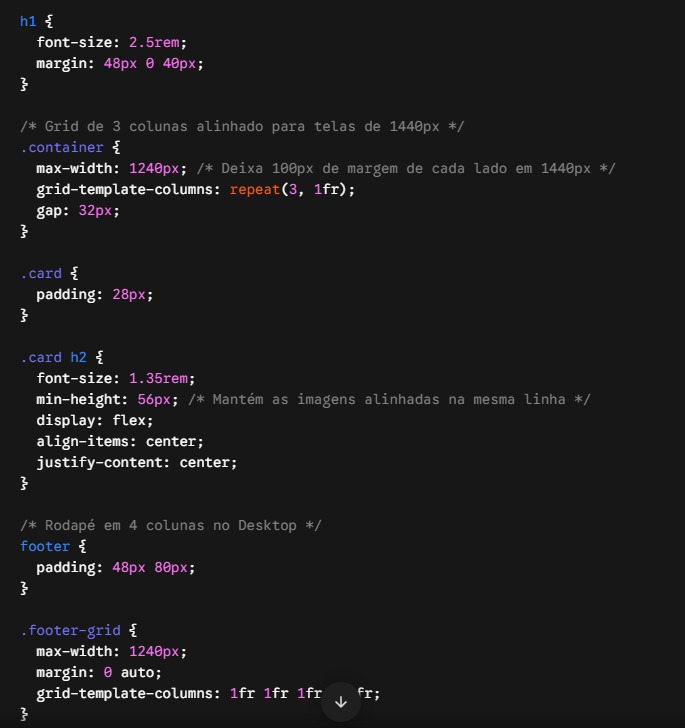 h1 {
  font-size: 2.5rem;
  margin: 48px 0 40px;
}

/* Grid de 3 colunas alinhado para telas de 1440px */
.container {
  max-width: 1240px; /* Deixa 100px de margem de cada lado em 1440px */
  grid-template-columns: repeat(3, 1fr);
  gap: 32px;
}

.card {
  padding: 28px;
}

.card h2 {
  font-size: 1.35rem;
  min-height: 56px; /* Mantém as imagens alinhadas na mesma linha */
  display: flex;
  align-items: center;
  justify-content: center;
}

/* Rodapé em 4 colunas no Desktop */
footer {
  padding: 48px 80px;
}

.footer-grid {
  max-width: 1240px;
  margin: 0 auto;
  grid-template-columns: 1fr 1fr 1fr fr;
}